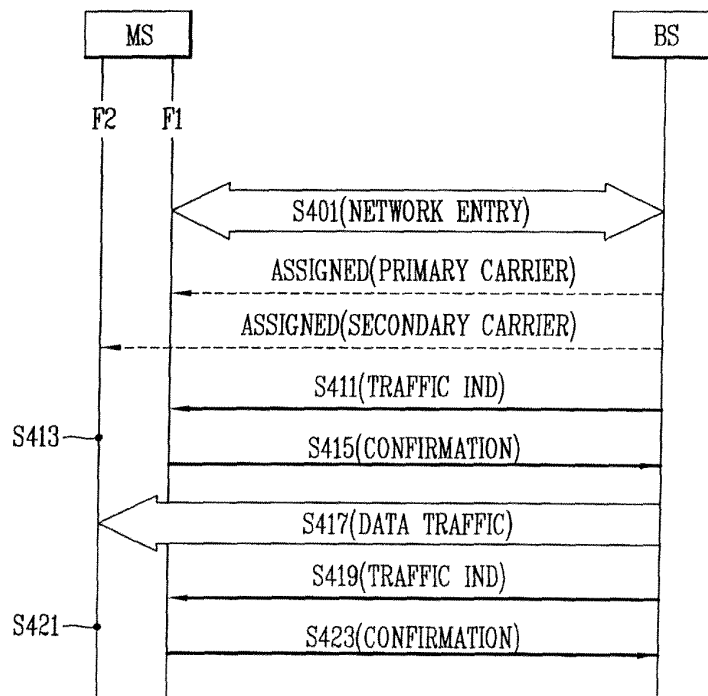 MS
BS
F2
F1
S401(NETWORK ENTRY)
ASSIGNED(PRIMARY CARRIER)
ASSIGNED(SECONDARY CARRIER)
S411(TRAFFIC IND)
S413
S415(CONFIRMATION)
S417(DATA TRAFFIC)
S419(TRAFFIC IND)
S421
S423(CONFIRMATION)